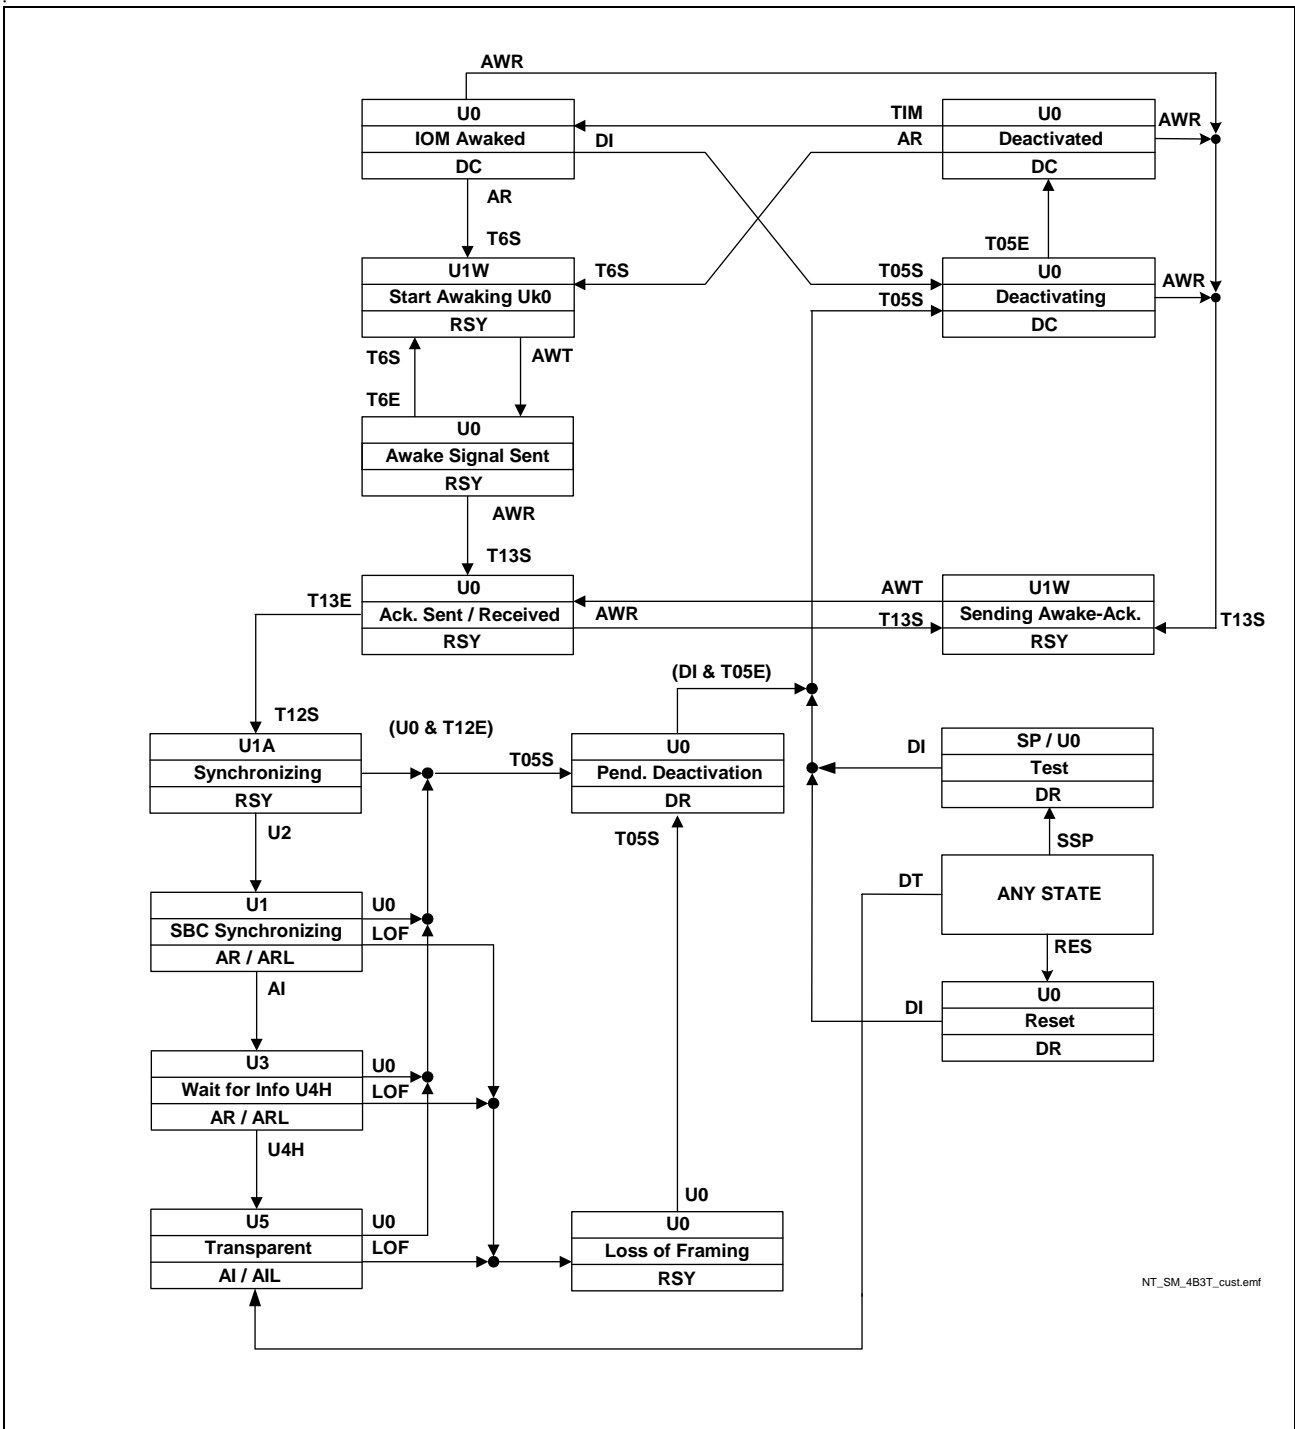 .
AWR
U0
IOM Awaked
DC
TIM
DI
AR
U0
Deactivated
DC
AWR
AR
T6S
T05E
U1W
Start Awaking Uk0
RSY
T6S
T05S
T05S
U0
Deactivating
DC
AWR
T6S
AWT
T6E
U0
Awake Signal Sent
RSY
AWR
T13S
T13E
U0
Ack. Sent / Received
RSY
AWT
AWR
T13S
U1W
Sending Awake-Ack.
RSY
T13S
(DI & T05E)
T12S
(U0 & T12E)
U1A
Synchronizing
RSY
T05S
U0
Pend. Deactivation
DR
DI
SP / U0
Test
DR
U2
T05S
SSP
DT
ANY STATE
U1
SBC Synchronizing
AR / ARL
U0
LOF
RES
AI
DI
U0
Reset
DR
U3
Wait for Info U4H
AR / ARL
U0
LOF
U4H
U0
U5
Transparent
AI / AIL
U0
LOF
U0
Loss of Framing
RSY
NT_SM_4B3T_cust.emf